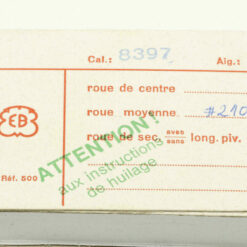 Cal.: 8397 Aig.:
EB
roue de centre
roue moyenne #210
roue de sec. avec sans long. piv.
ATTENTION!
aux instructions
de huilage
Réf. 500